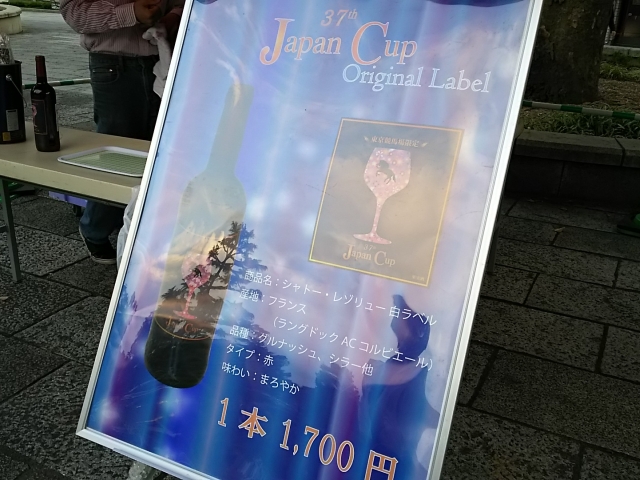 37th
Japan Cup
Original Label
東京競馬場限定
Japan Cup
商品名：シャトー・レゾリュー 白ラベル
産地：フランス
（ラングドック AC コルビエール）
品種：グルナッシュ、シラー他
タイプ：赤
味わい：まろやか
1本 1,700円